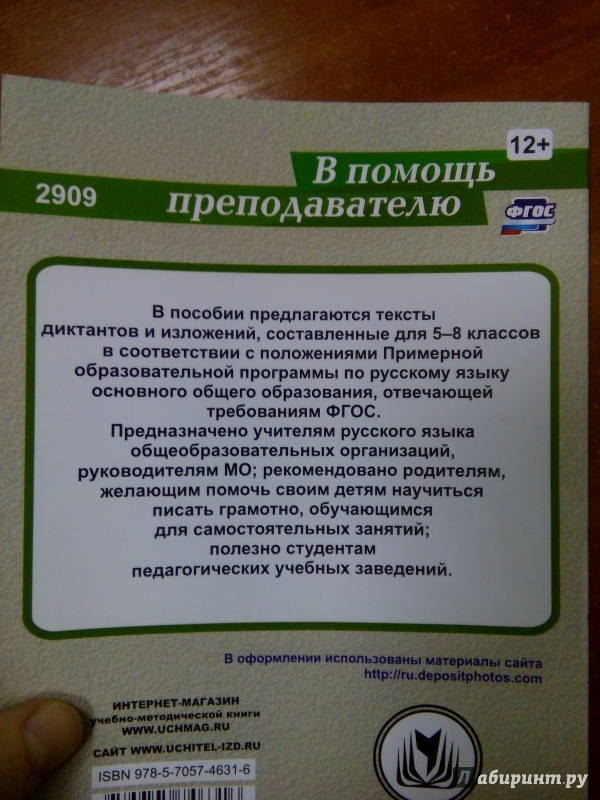 12+
В помощь
2909 преподавателю
ФГОС
В пособии предлагаются тексты
диктантов и изложений, составленные для 5–8 классов
в соответствии с положениями Примерной
образовательной программы по русскому языку
основного общего образования, отвечающей
требованиям ФГОС.
Предназначено учителям русского языка
общеобразовательных организаций,
руководителям МО; рекомендовано родителям,
желающим помочь своим детям научиться
писать грамотно, обучающимся
для самостоятельных занятий;
полезно студентам
педагогических учебных заведений.
В оформлении использованы материалы сайта
http://ru.depositphotos.com
ИНТЕРНЕТ-МАГАЗИН
учебно-методической книги
WWW.UCHMAG.RU
САЙТ WWW.UCHITEL-IZD.RU
ISBN 978-5-7057-4631-6
Лабиринт.ру